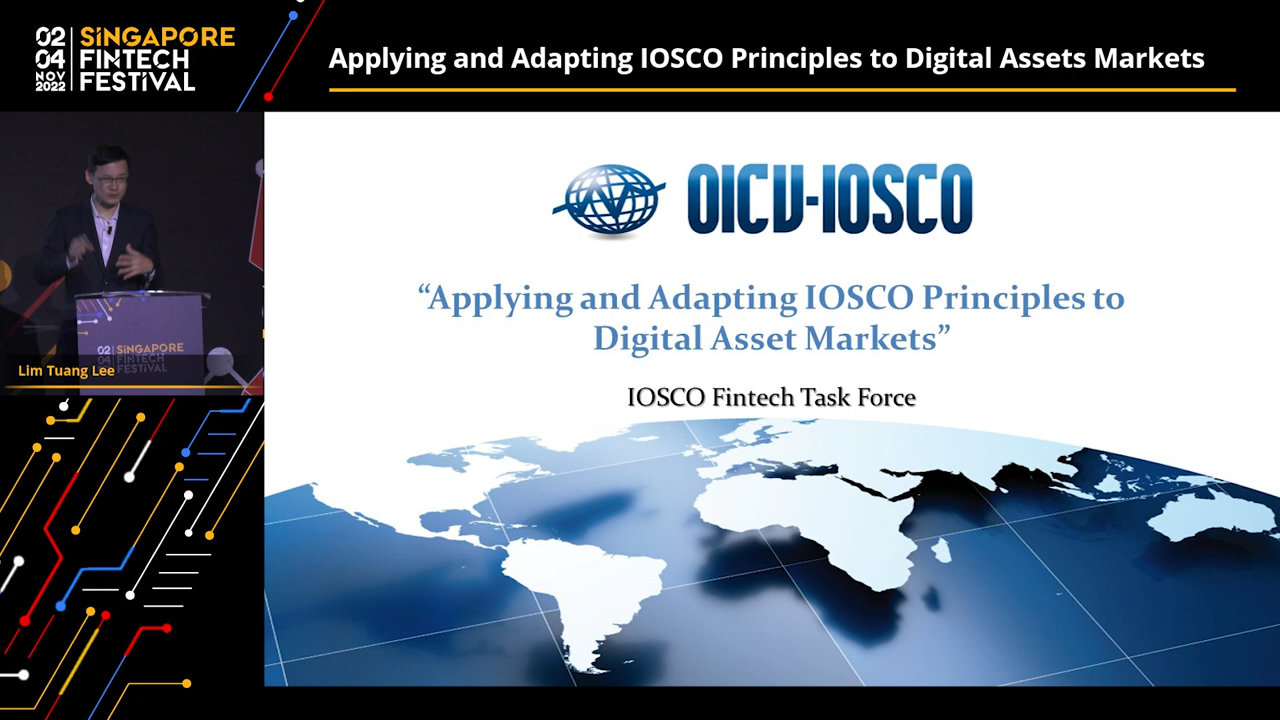 02
04
NOV
2022
SiNGAPORE
FiNTECH
FESTiVAL
Applying and Adapting IOSCO Principles to Digital Assets Markets
OICV-IOSCO
“Applying and Adapting IOSCO Principles to
Digital Asset Markets”
IOSCO Fintech Task Force
02
04
SiNGAPORE
FiNTECH
FESTiVAL
Lim Tuang Lee